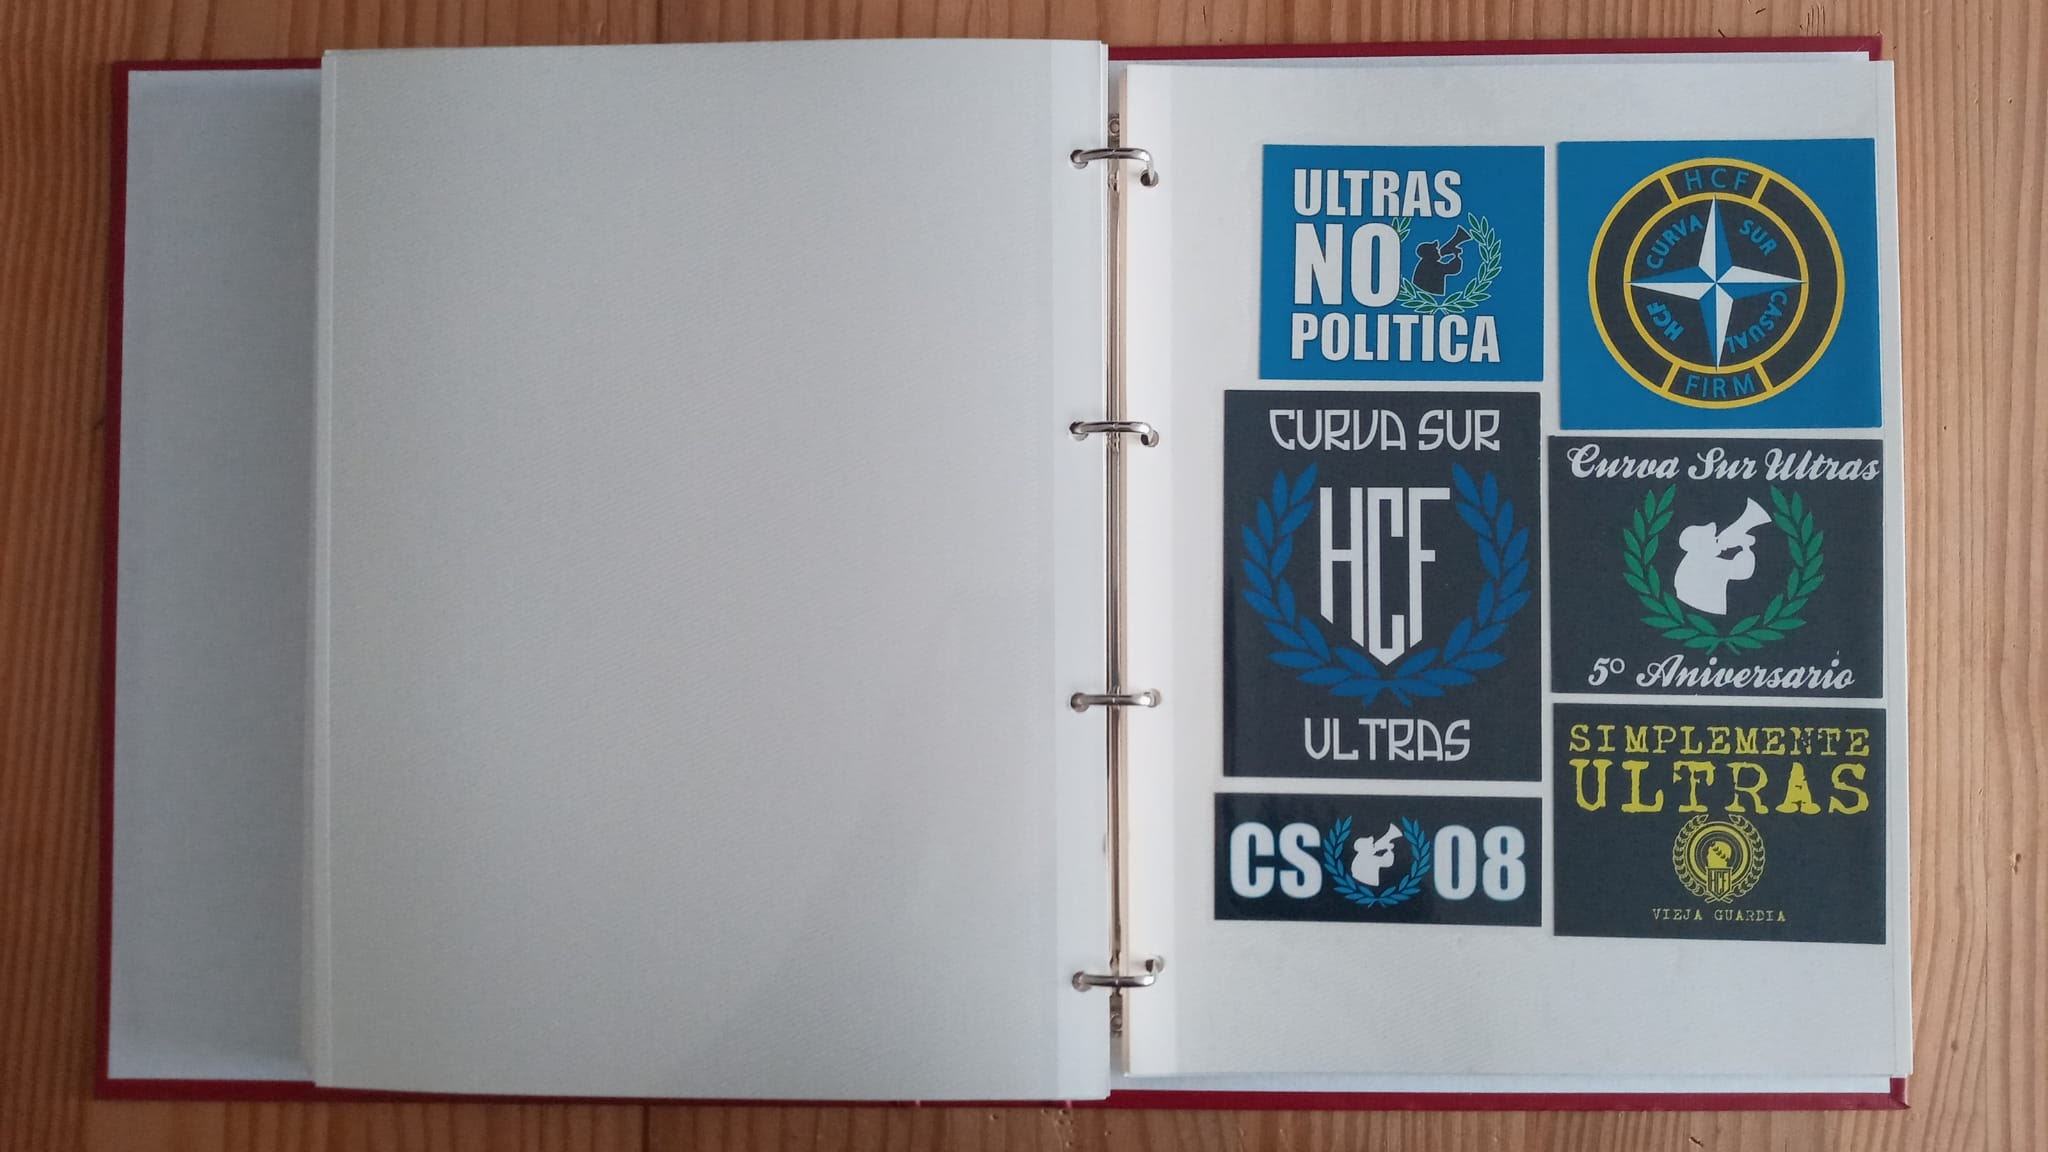 ULTRAS
NO
POLITICA
HCF
CURVA SUR
HCF CASUAL
FIRM
CURVA SUR
HCF
ULTRAS
Curva Sur Ultras
5º Aniversario
CS 08
SIMPLEMENTE
ULTRAS
HCF
VIEJA GUARDIA